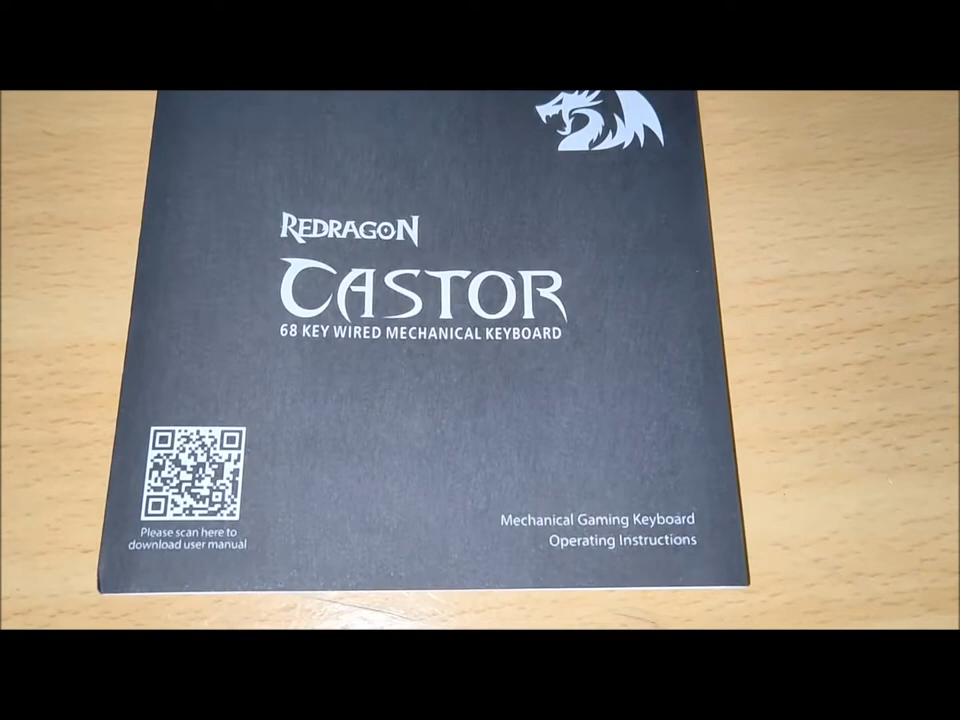 REDRAGON
CASTOR
68 KEY WIRED MECHANICAL KEYBOARD
Please scan here to
download user manual
Mechanical Gaming Keyboard
Operating Instructions